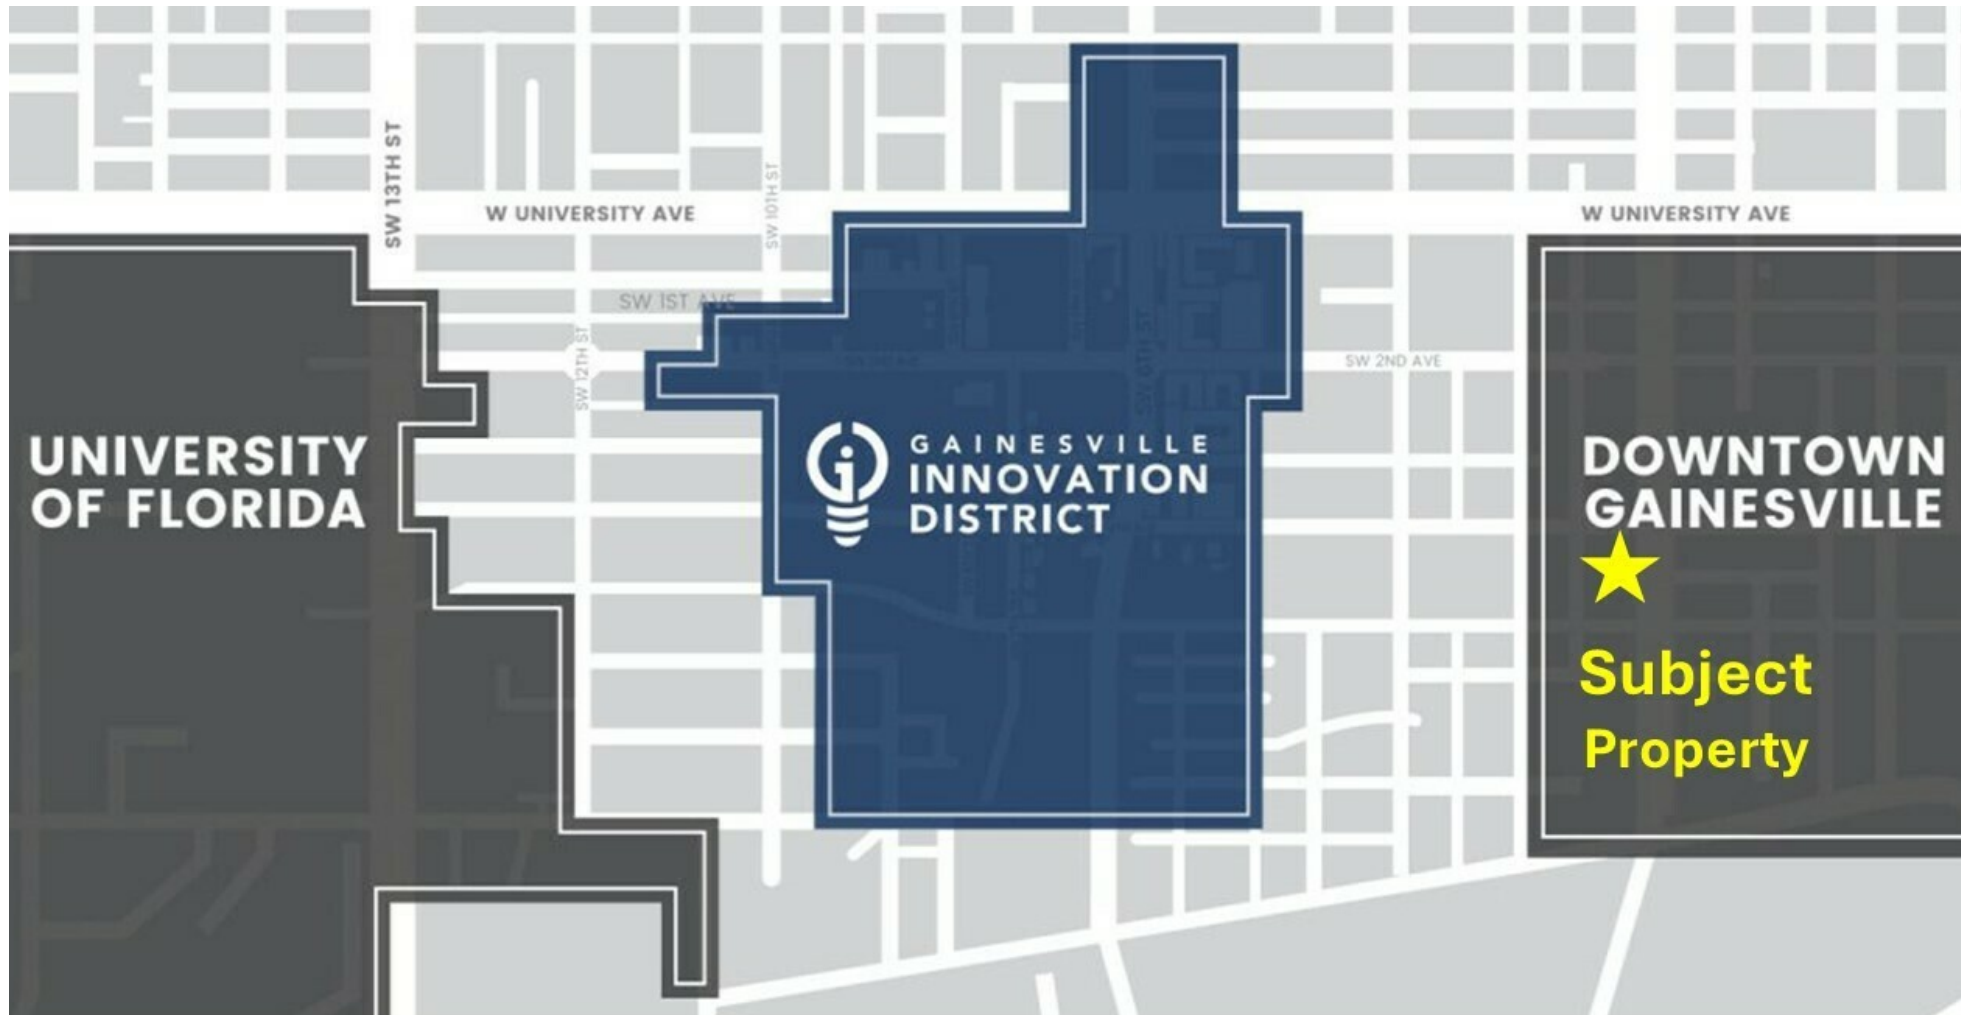 SW 13TH ST
W UNIVERSITY AVE
SW 10TH ST
W UNIVERSITY AVE
SW 1ST AVE
SW 12TH ST
SW 6TH ST
SW 2ND AVE
UNIVERSITY
OF FLORIDA
GAINESVILLE
INNOVATION
DISTRICT
DOWNTOWN
GAINESVILLE
Subject
Property